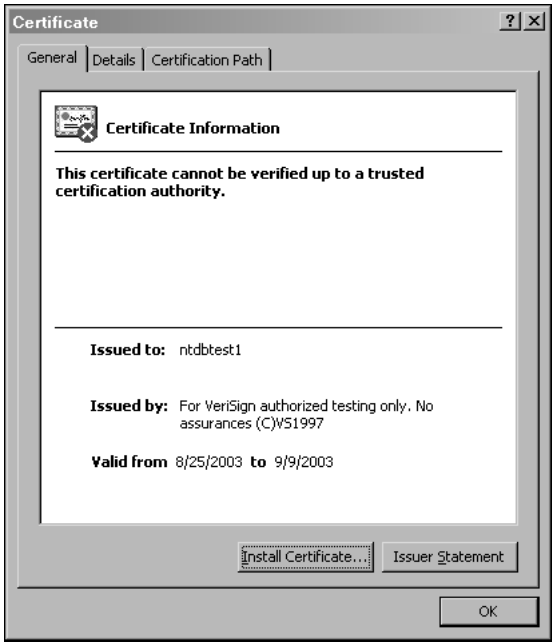 Certificate
General Details Certification Path
Certificate Information
This certificate cannot be verified up to a trusted
certification authority.
Issued to: ntdbtest1
Issued by: For VeriSign authorized testing only. No
assurances (C)VS1997
Valid from 8/25/2003 to 9/9/2003
Install Certificate... Issuer Statement
OK